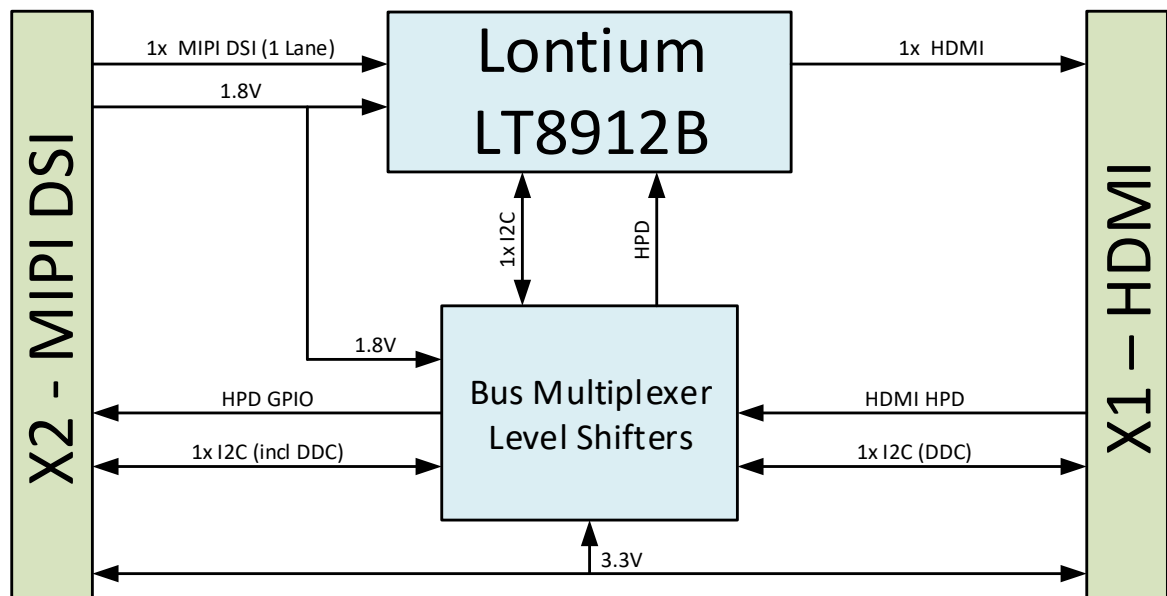 X2 - MIPI DSI
1x  MIPI DSI (1 Lane)
1.8V
Lontium
LT8912B
1x HDMI
X1 – HDMI
1x I2C
HPD
1.8V
Bus Multiplexer
Level Shifters
HPD GPIO
HDMI HPD
1x I2C (incl DDC)
1x I2C (DDC)
3.3V